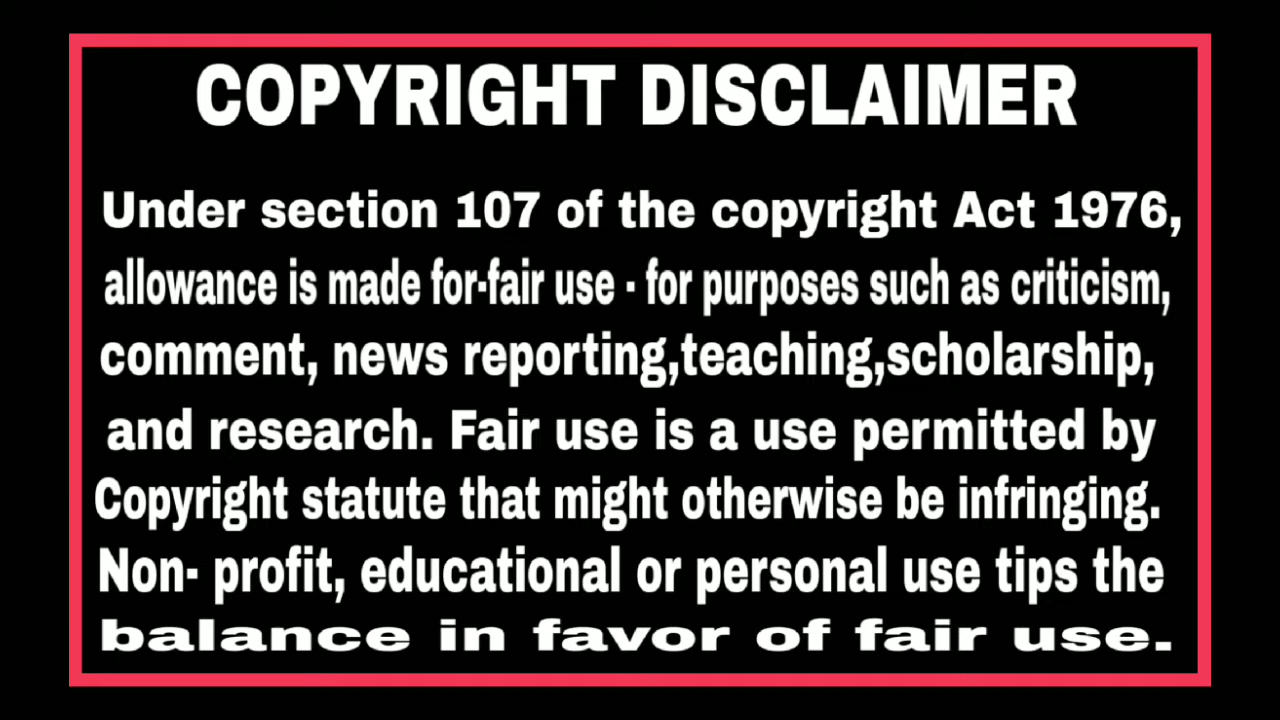 COPYRIGHT DISCLAIMER
Under section 107 of the copyright Act 1976,
allowance is made for-fair use - for purposes such as criticism,
comment, news reporting,teaching,scholarship,
and research. Fair use is a use permitted by
Copyright statute that might otherwise be infringing.
Non- profit, educational or personal use tips the
balance in favor of fair use.